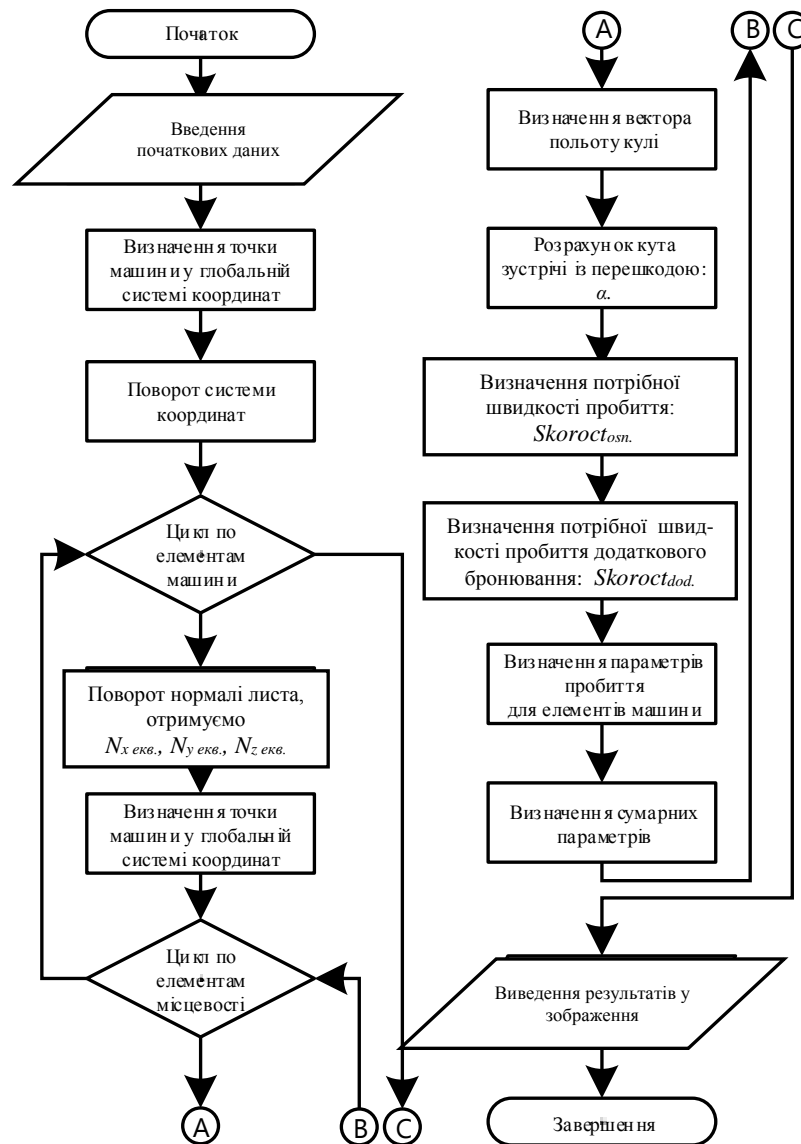 Початок
Введення
початкових даних
Визначення точки
машини у глобальній
системі координат
Поворот системи
координат
Цикл по
елементам
машини
Поворот нормалі листа,
отримуємо
Nx екв., Ny екв., Nz екв.
Визначення точки
машини у глобальній
системі координат
Цикл по
елементам
місцевості
A
B
C
A
B
C
Визначення вектора
польоту кулі
Розрахунок кута
зустрічі із перешкодою:
α.
Визначення потрібної
швидкості пробиття:
Skoroctosn.
Визначення потрібної швид-
кості пробиття додаткового
бронювання: Skoroctdod.
Визначення параметрів
пробиття
для елементів машини
Визначення сумарних
параметрів
Виведення результатів у
зображення
Завершення